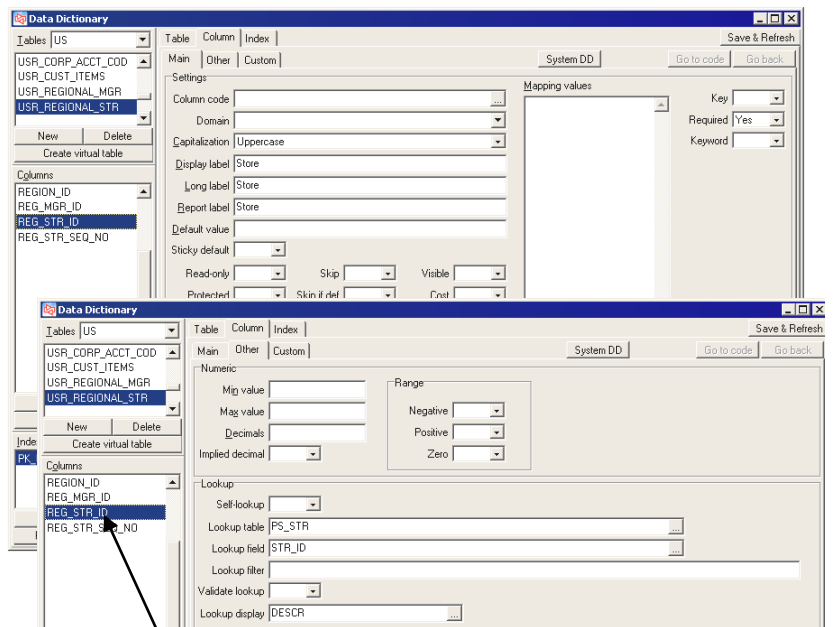 Data Dictionary
Tables US
Table Column Index Save & Refresh
Main Other Custom System DD Go to code Go back
USR_CORP_ACCT_COD
USR_CUST_ITEMS
USR_REGIONAL_MGR
USR_REGIONAL_STR
New Delete
Create virtual table
Columns
REGION_ID
REG_MGR_ID
REG_STR_ID
REG_STR_SEQ_NO
Settings
Column code ...
Domain
Capitalization Uppercase
Display label Store
Long label Store
Report label Store
Default value
Sticky default
Read-only Skip Visible
Protected Skip if def Cost
Mapping values
Key
Required Yes
Keyword
Data Dictionary
Tables US
Table Column Index Save & Refresh
Main Other Custom System DD Go to code Go back
USR_CORP_ACCT_COD
USR_CUST_ITEMS
USR_REGIONAL_MGR
USR_REGIONAL_STR
New Delete
Create virtual table
Columns
REGION_ID
REG_MGR_ID
REG_STR_ID
REG_STR_SEQ_NO
Numeric
Min value
Max value
Decimals
Implied decimal
Range
Negative
Positive
Zero
Lookup
Self-lookup
Lookup table PS_STR ...
Lookup field STR_ID ...
Lookup filter
Validate lookup
Lookup display DESCR ...